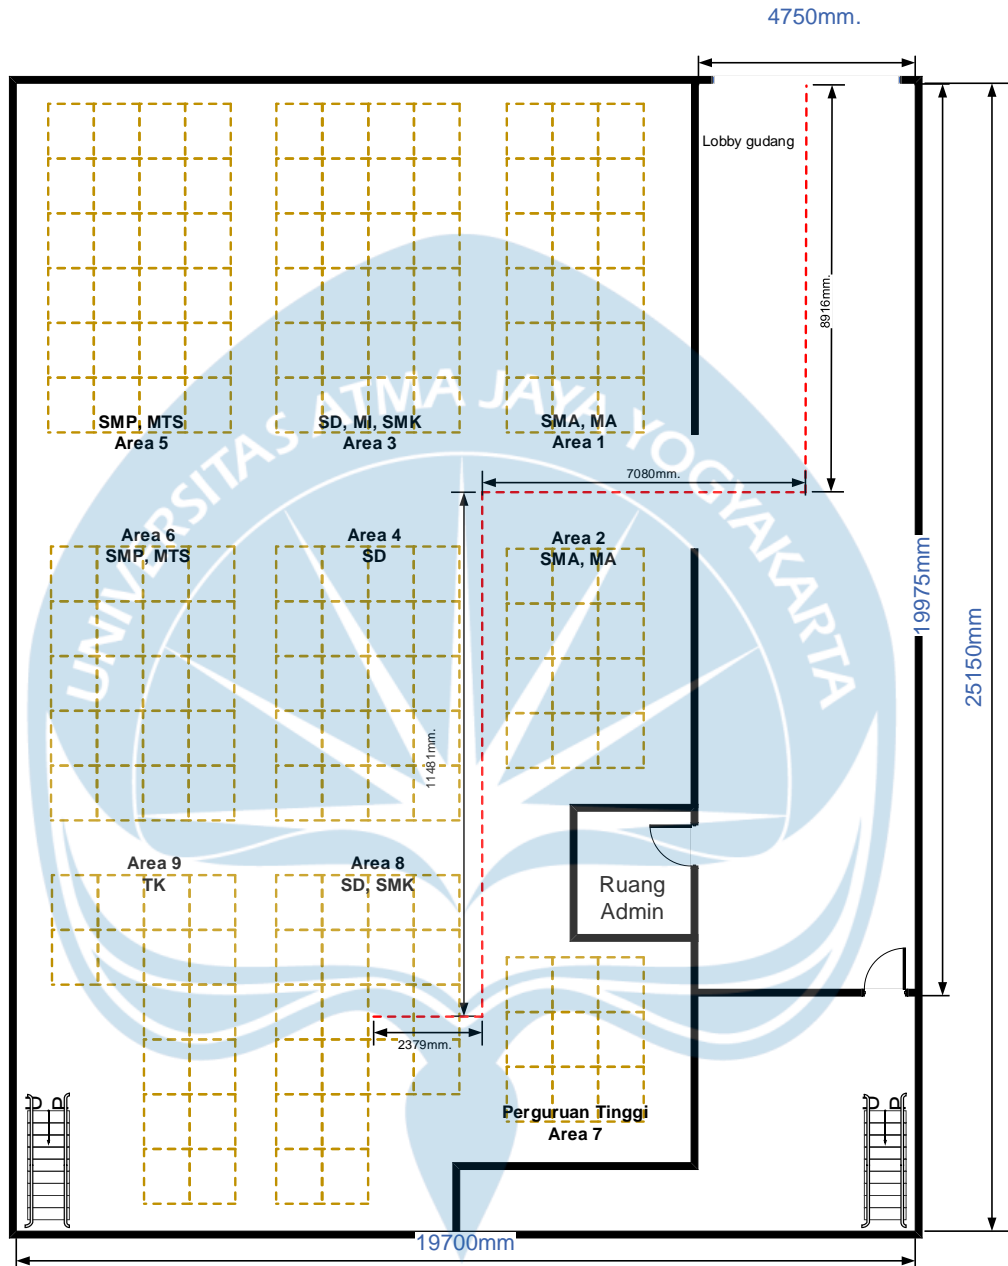 4750mm.
Lobby gudang
8916mm.
SMP, MTS
Area 5
SD, MI, SMK
Area 3
SMA, MA
Area 1
UNIVERSITAS ATMA JAYA YOGYAKARTA
7080mm.
Area 6
SMP, MTS
Area 4
SD
Area 2
SMA, MA
19975mm
25150mm
11481mm.
Area 9
TK
Area 8
SD, SMK
Ruang
Admin
2379mm.
Perguruan Tinggi
Area 7
19700mm